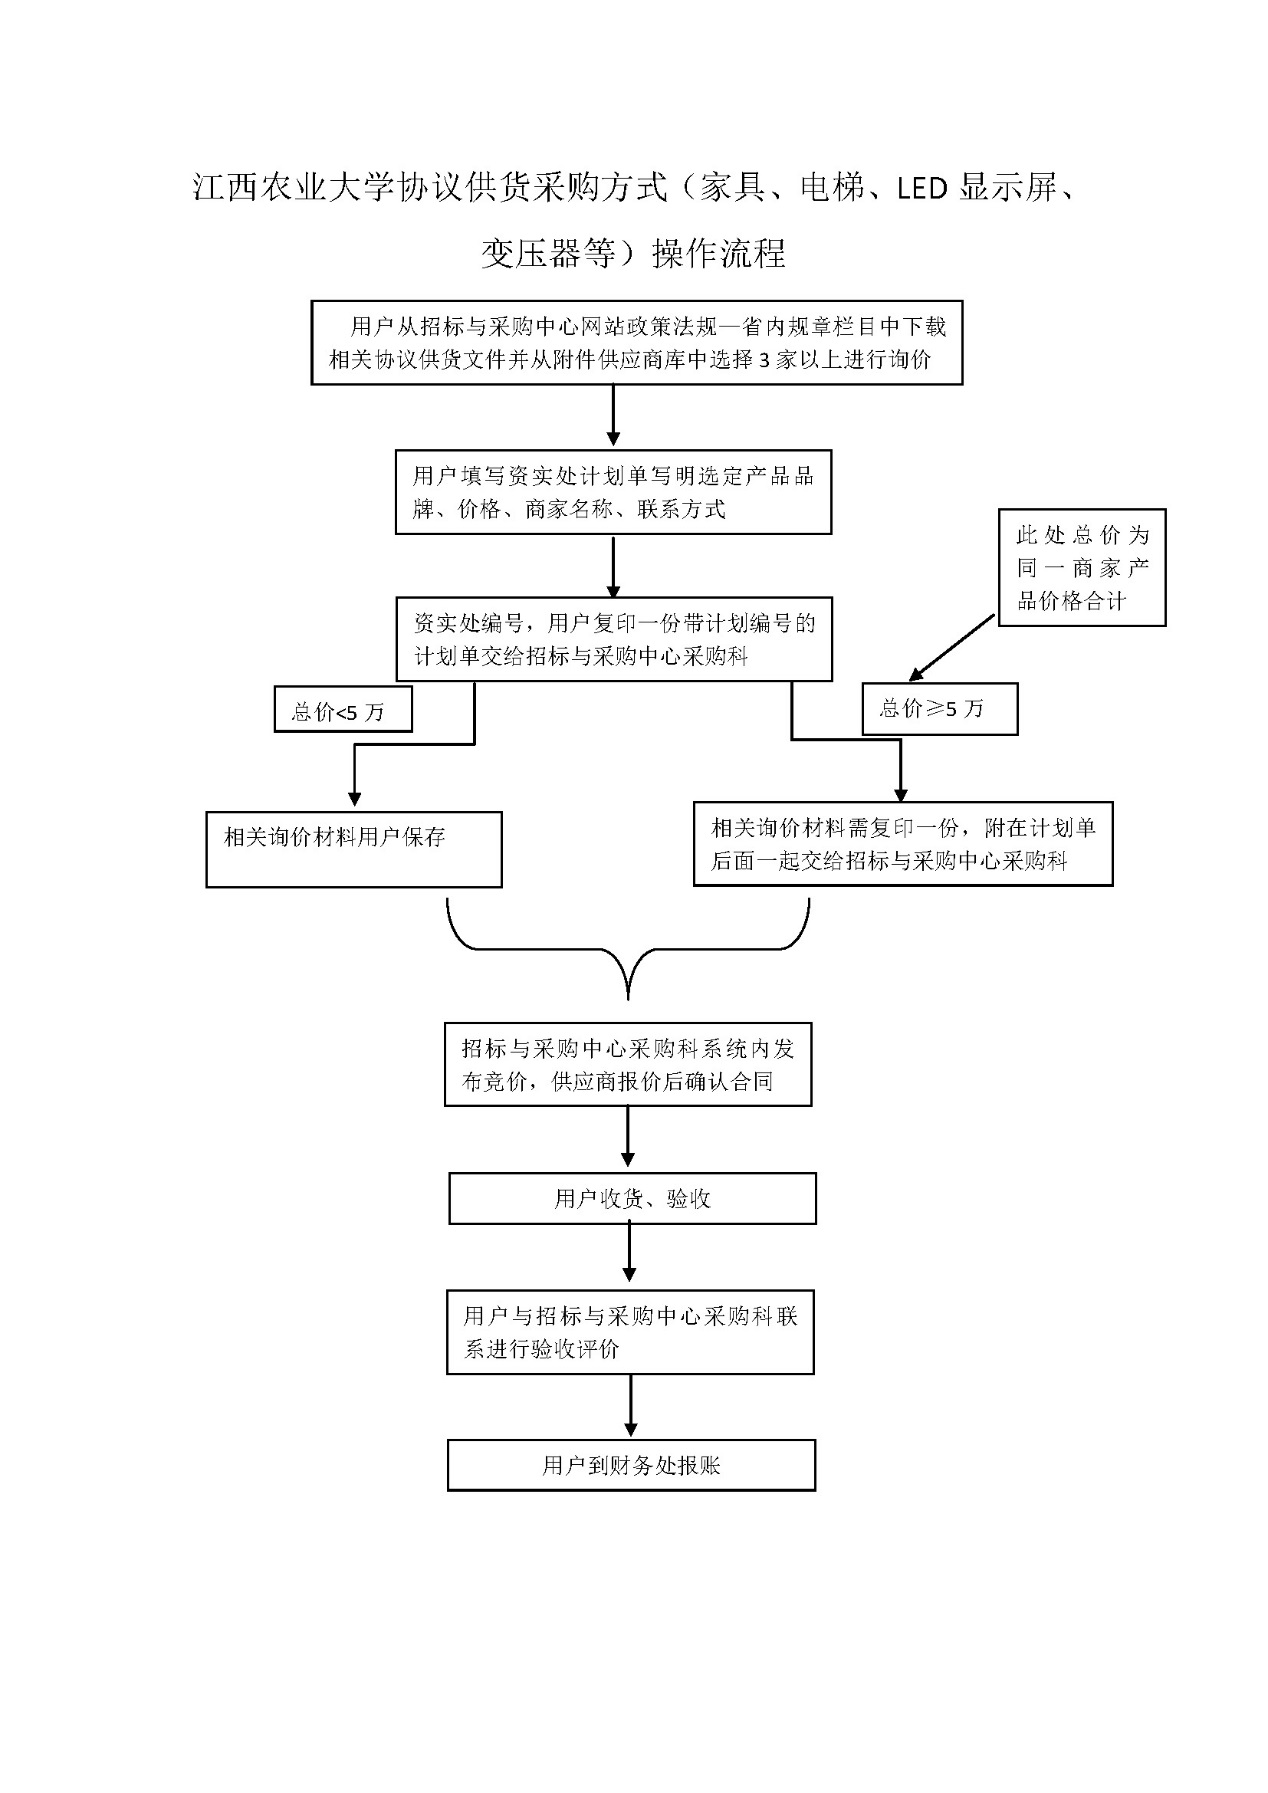 江西农业大学协议供货采购方式（家具、电梯、LED 显示屏、
变压器等）操作流程
用户从招标与采购中心网站政策法规—省内规章栏目中下载
相关协议供货文件并从附件供应商库中选择 3 家以上进行询价
用户填写资实处计划单写明选定产品品
牌、价格、商家名称、联系方式
此处总价为
同一商家产
品价格合计
资实处编号，用户复印一份带计划编号的
计划单交给招标与采购中心采购科
总价<5 万
总价≥5 万
相关询价材料用户保存
相关询价材料需复印一份，附在计划单
后面一起交给招标与采购中心采购科
招标与采购中心采购科系统内发
布竞价，供应商报价后确认合同
用户收货、验收
用户与招标与采购中心采购科联
系进行验收评价
用户到财务处报账